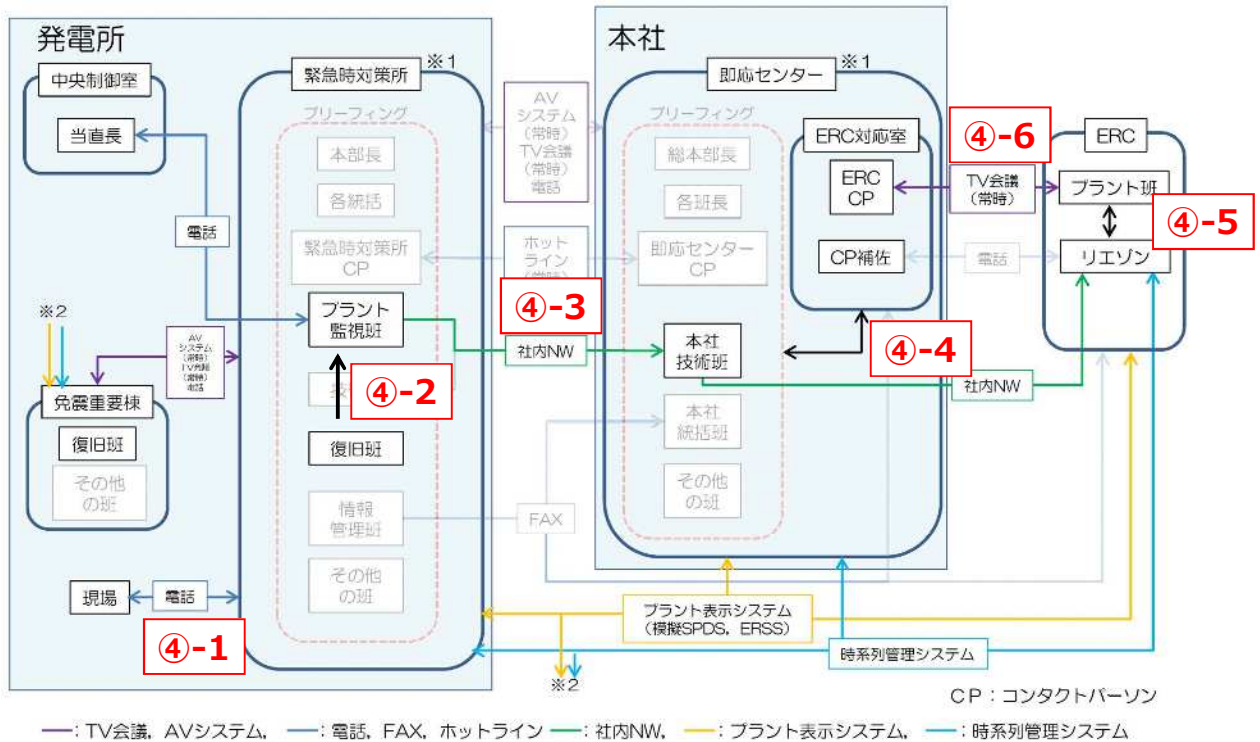 発電所
中央制御室
当直長
電話
※2
AV
システム
(常時)
TV会議
(常時)
電話
免震重要棟
復旧班
その他
の班
現場
電話
④-1
緊急時対策所
※1
ブリーフィング
本部長
各統括
緊急時対策所
CP
プラント
監視班
④-2
復旧班
情報
管理班
その他
の班
AV
システム
(常時)
TV会議
(常時)
電話
ホット
ライン
④-3
社内NW
FAX
本社
即応センター
※1
ブリーフィング
総本部長
各班長
即応センター
CP
本社
技術班
本社
統括班
その他
の班
ERC対応室
ERC
CP
CP補佐
④-4
④-6
TV会議
(常時)
電話
社内NW
ERC
プラント班
④-5
リエゾン
プラント表示システム
(模擬SPDS，ERSS)
時系列管理システム
※2
CP：コンタクトパーソン
：TV会議，AVシステム， ：電話，FAX，ホットライン ：社内NW， ：プラント表示システム， ：時系列管理システム